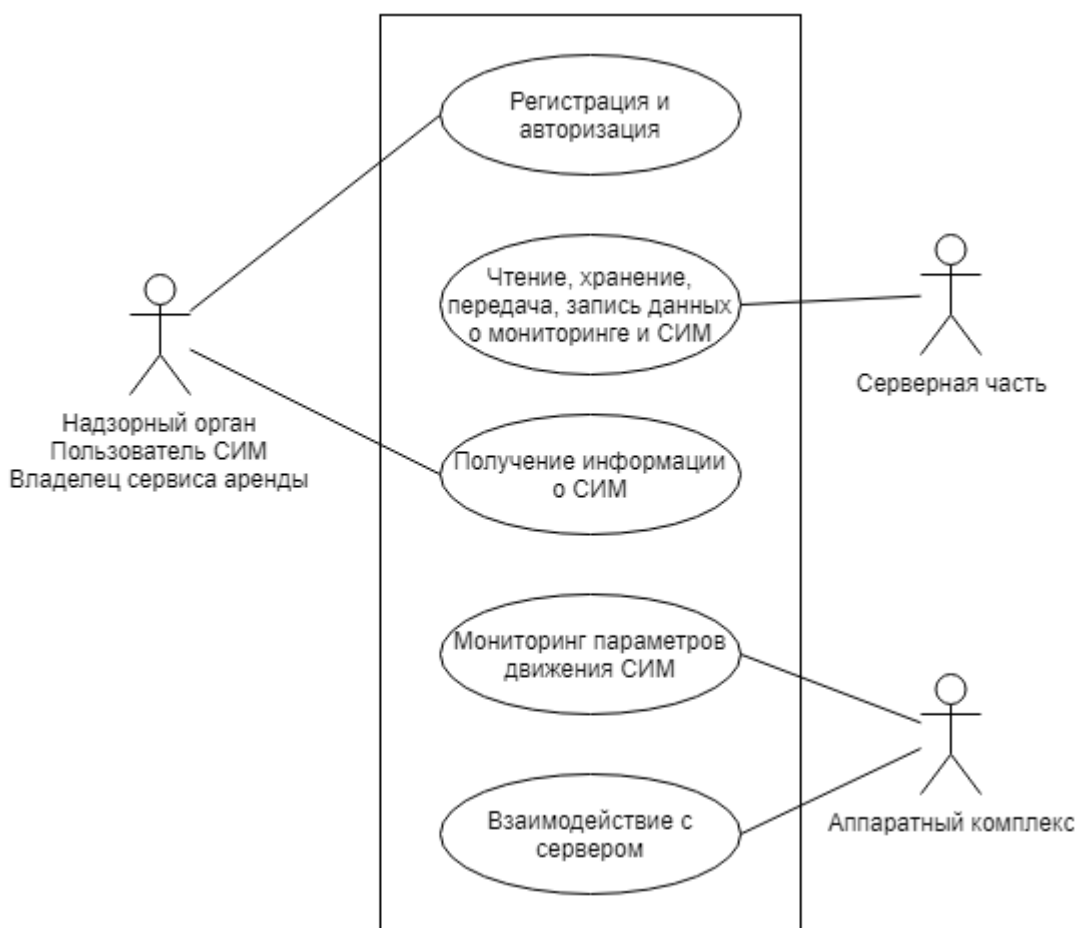 Регистрация и
авторизация
Чтение, хранение,
передача, запись данных
о мониторинге и СИМ
Серверная часть
Надзорный орган
Пользователь СИМ
Владелец сервиса аренды
Получение информации
о СИМ
Мониторинг параметров
движения СИМ
Взаимодействие с
сервером
Аппаратный комплекс